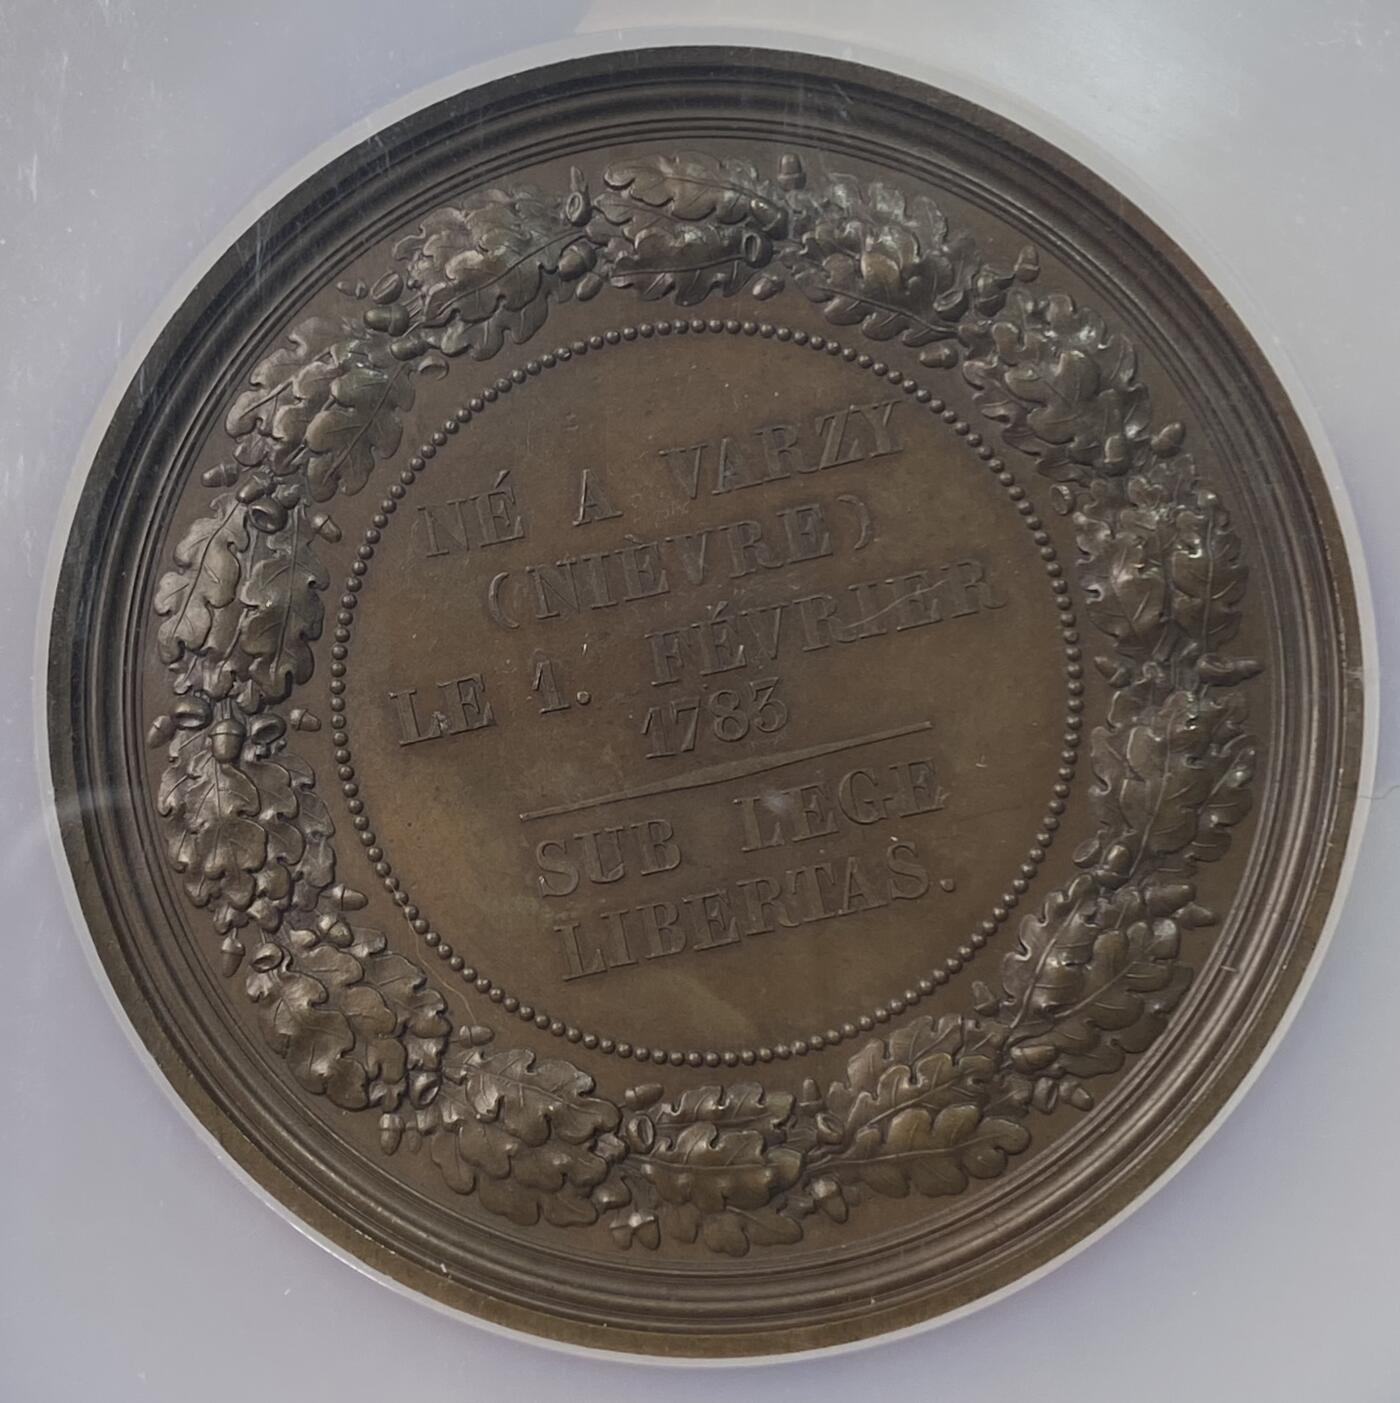 NÉ A VARZY
(NIÈVRE)
LE 1. FÉVRIER
1783
SUB LEGE
LIBERTAS.